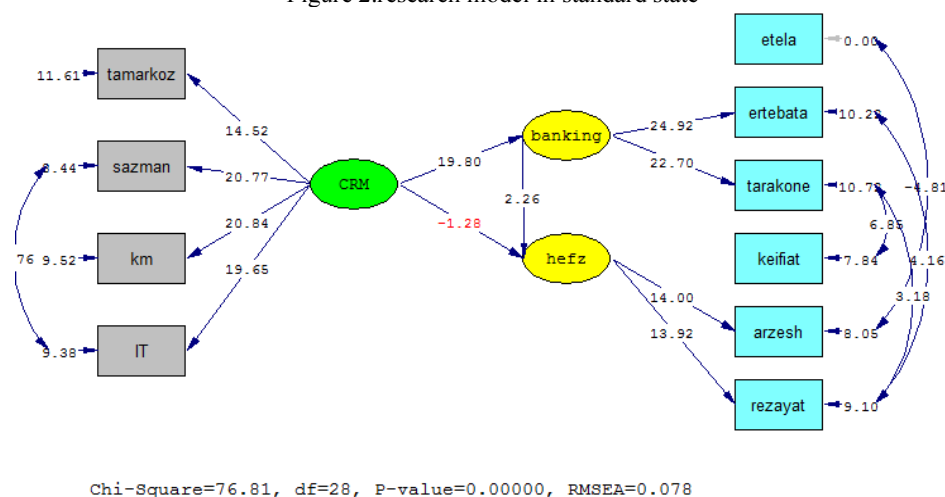 Figure 2:research model in standard state
etela
0.00
11.61
tamarkoz
ertebata
10.22
14.52
24.92
banking
sazman
19.80
22.70
20.77
tarakone
10.72
-4.81
CRM
2.26
20.84
-1.28
6.85
76
9.52
km
keifiat
7.84
4.16
19.65
hefz
3.18
14.00
13.92
arzesh
8.05
9.38
IT
rezayat
9.10
Chi-Square=76.81, df=28, P-value=0.00000, RMSEA=0.078